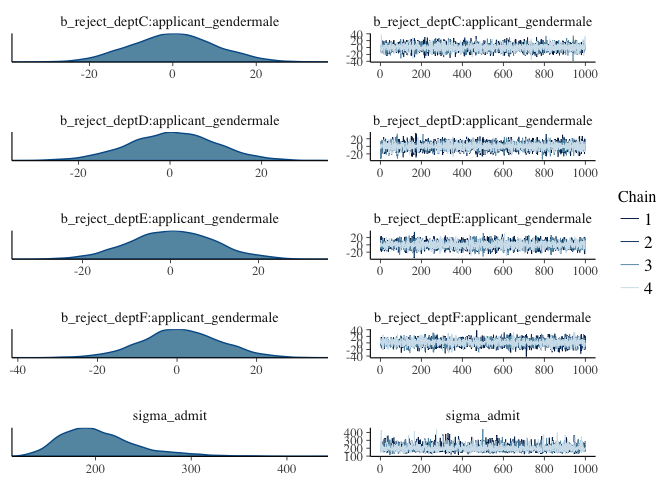 b_reject_deptC:applicant_gendermale
-20 0 20
b_reject_deptC:applicant_gendermale
40
20
0
-20
-40
0 200 400 600 800 1000
b_reject_deptD:applicant_gendermale
-20 0 20
b_reject_deptD:applicant_gendermale
20
0
-20
0 200 400 600 800 1000
b_reject_deptE:applicant_gendermale
-20 0 20
b_reject_deptE:applicant_gendermale
20
0
-20
0 200 400 600 800 1000
b_reject_deptF:applicant_gendermale
-40 -20 0 20
b_reject_deptF:applicant_gendermale
40
20
0
-20
-40
0 200 400 600 800 1000
sigma_admit
200 300 400
sigma_admit
400
300
200
100
0 200 400 600 800 1000
Chain
1
2
3
4